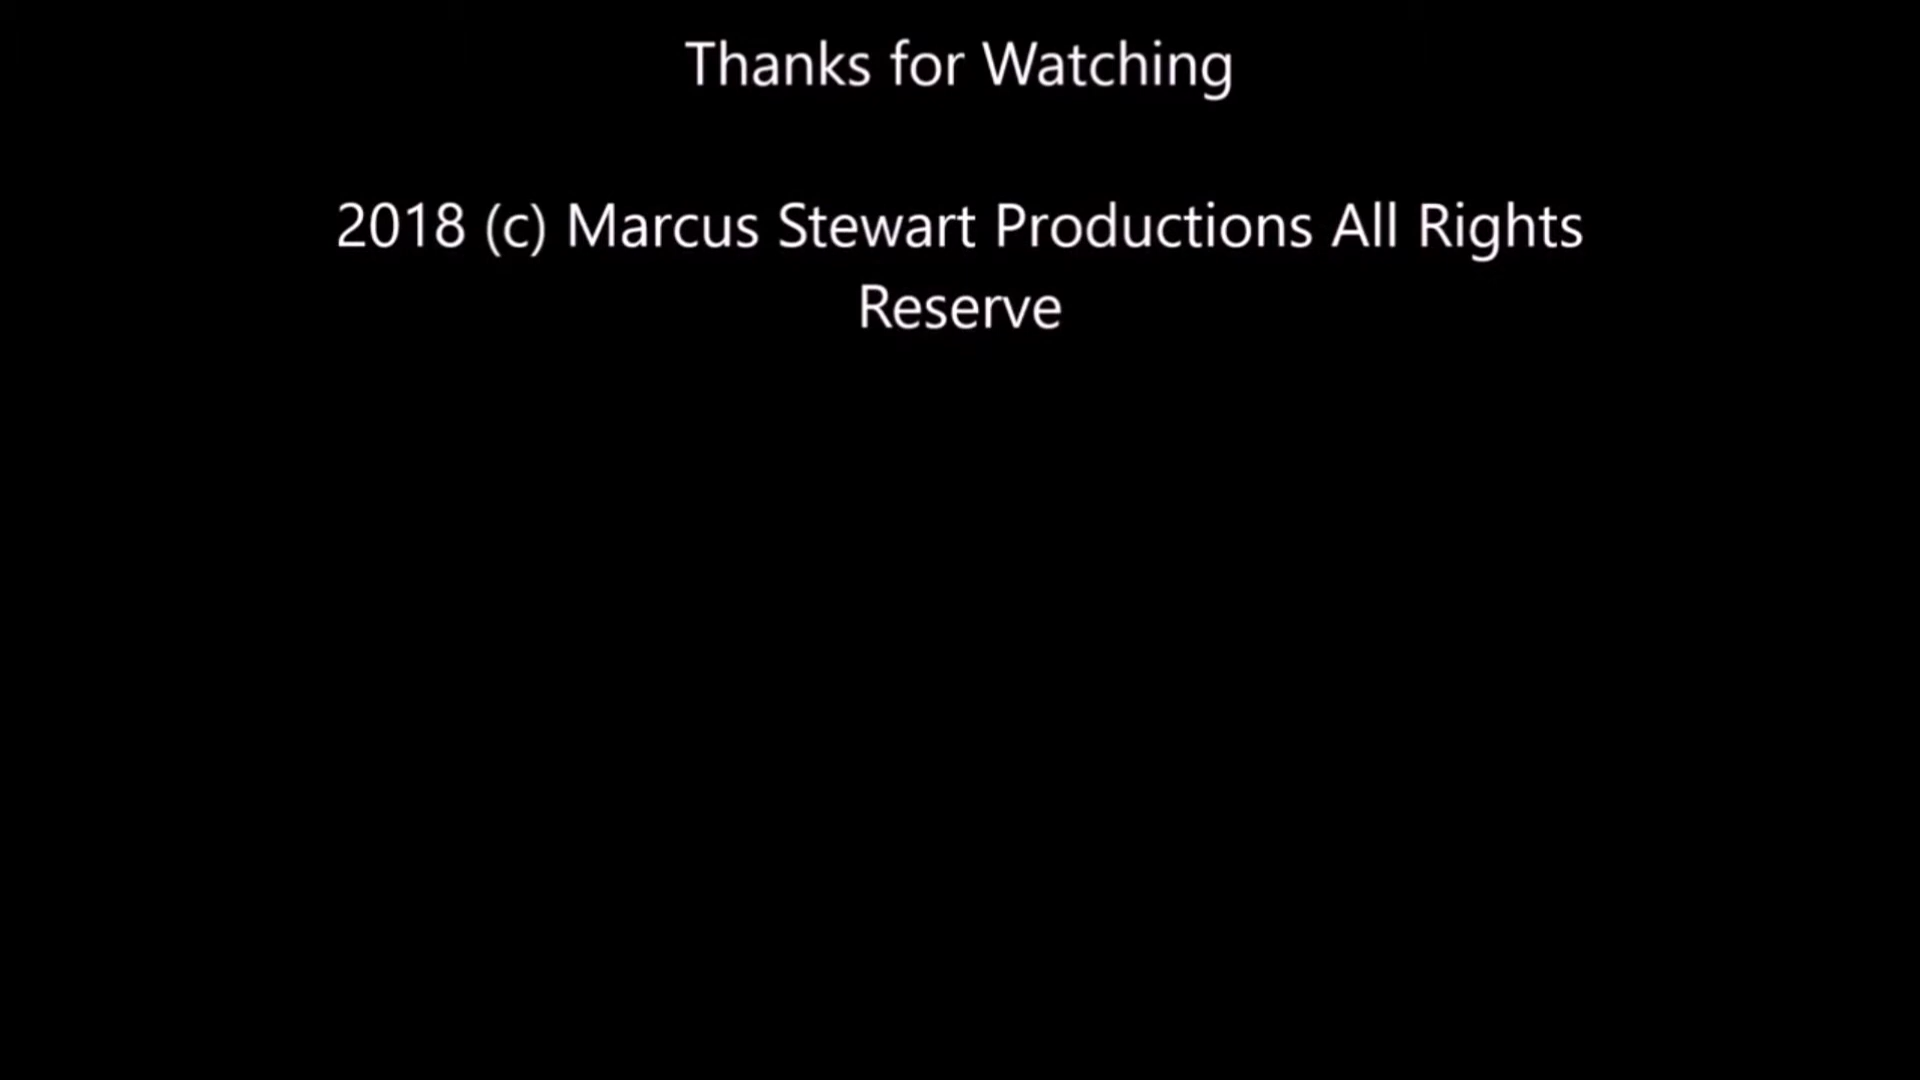 Thanks for Watching
2018 (c) Marcus Stewart Productions All Rights
Reserve